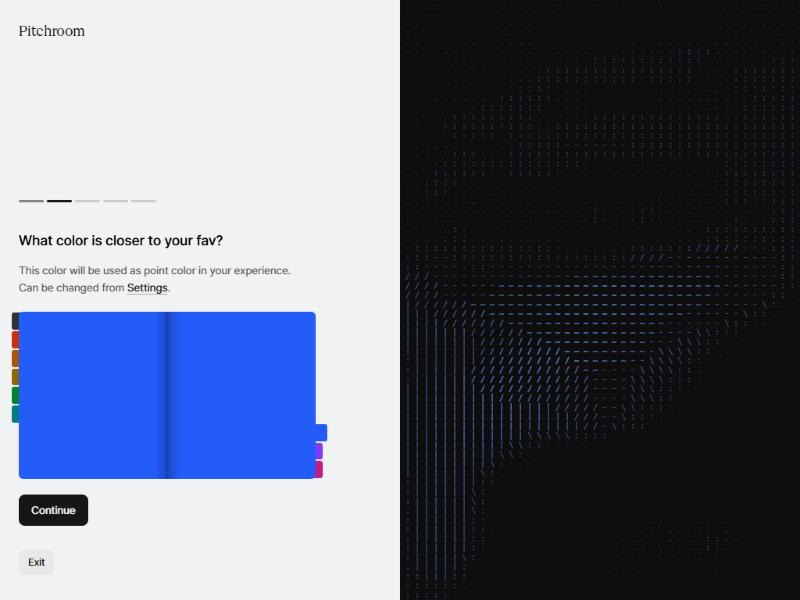 Pitchroom
What color is closer to your fav?
This color will be used as point color in your experience.
Can be changed from Settings.
Continue
Exit